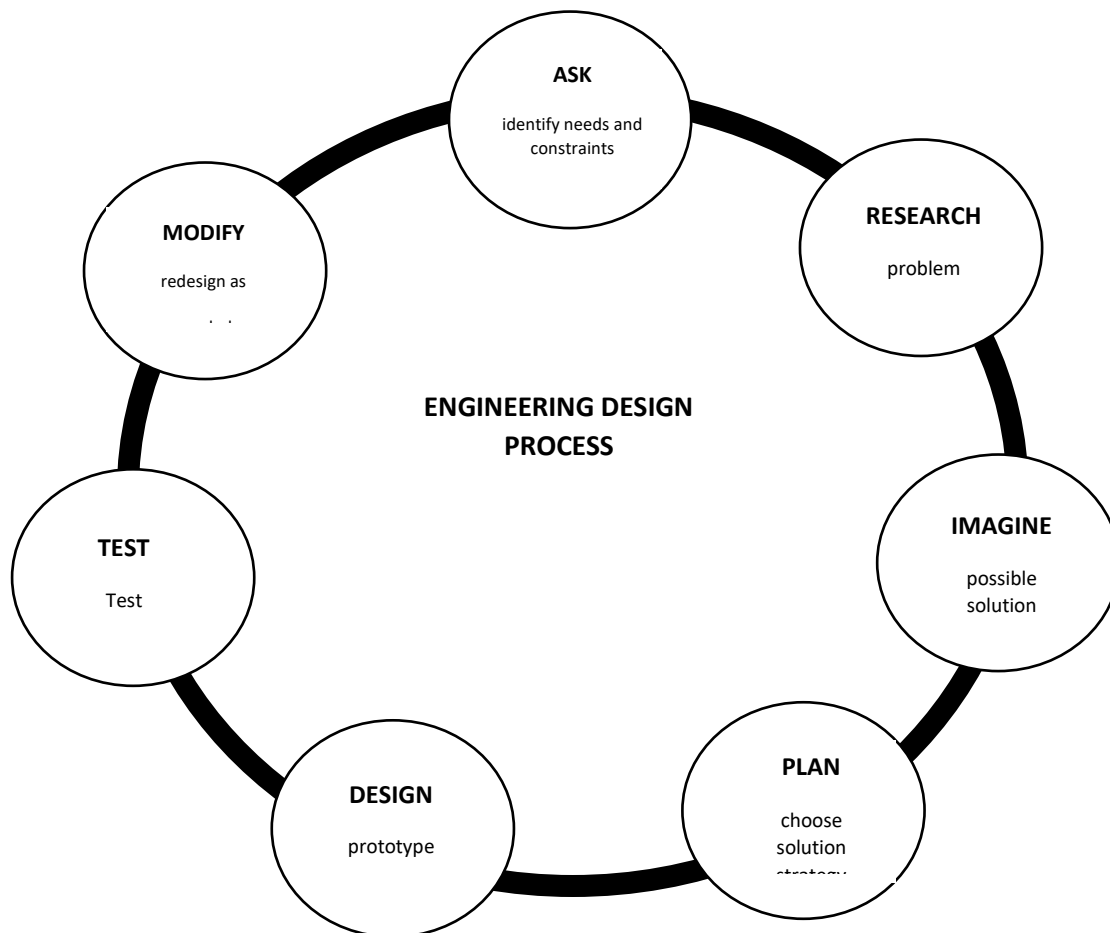 ASK
identify needs and
constraints
RESEARCH
problem
IMAGINE
possible
solution
PLAN
choose
solution
strategy
DESIGN
prototype
TEST
Test
MODIFY
redesign as
ENGINEERING DESIGN
PROCESS